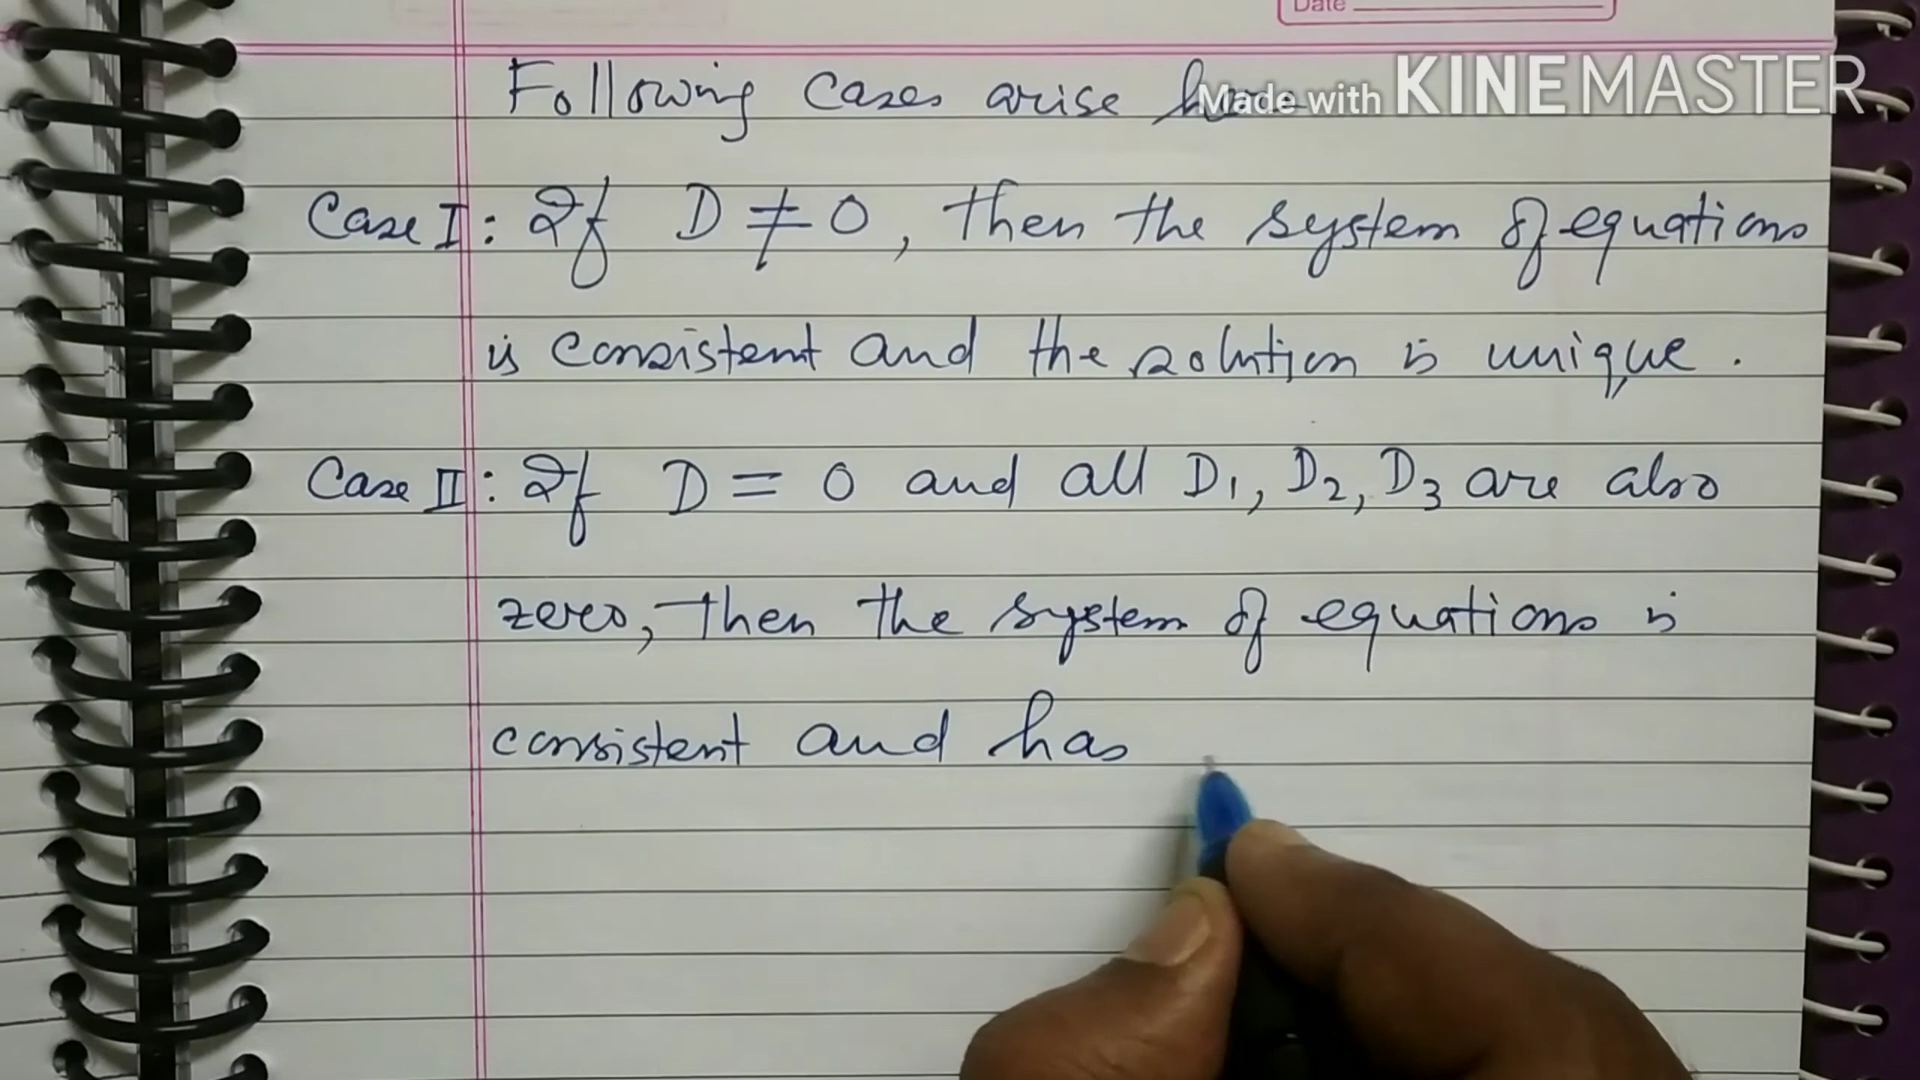 Date
Made with KINEMASTER
Following cases arise
Case I: If D ≠ 0, then the system of equations
is consistent and the solution is unique.
Case II: If D = 0 and all D₁, D₂, D₃ are also
zero, then the system of equations is
consistent and has